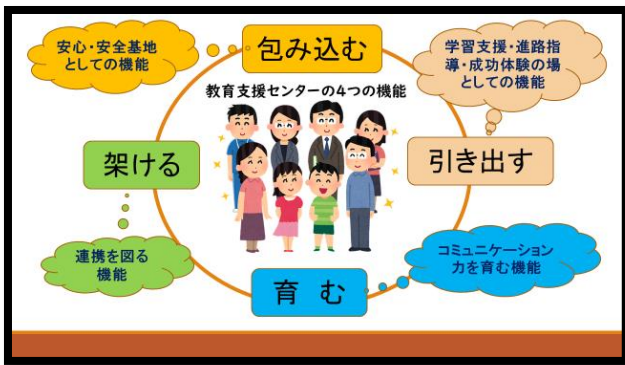 安心・安全基地
としての機能
包み込む
学習支援・進路指
導・成功体験の場
としての機能
教育支援センターの4つの機能
架ける
引き出す
連携を図る
機能
育 む
コミュニケーション
力を育む機能